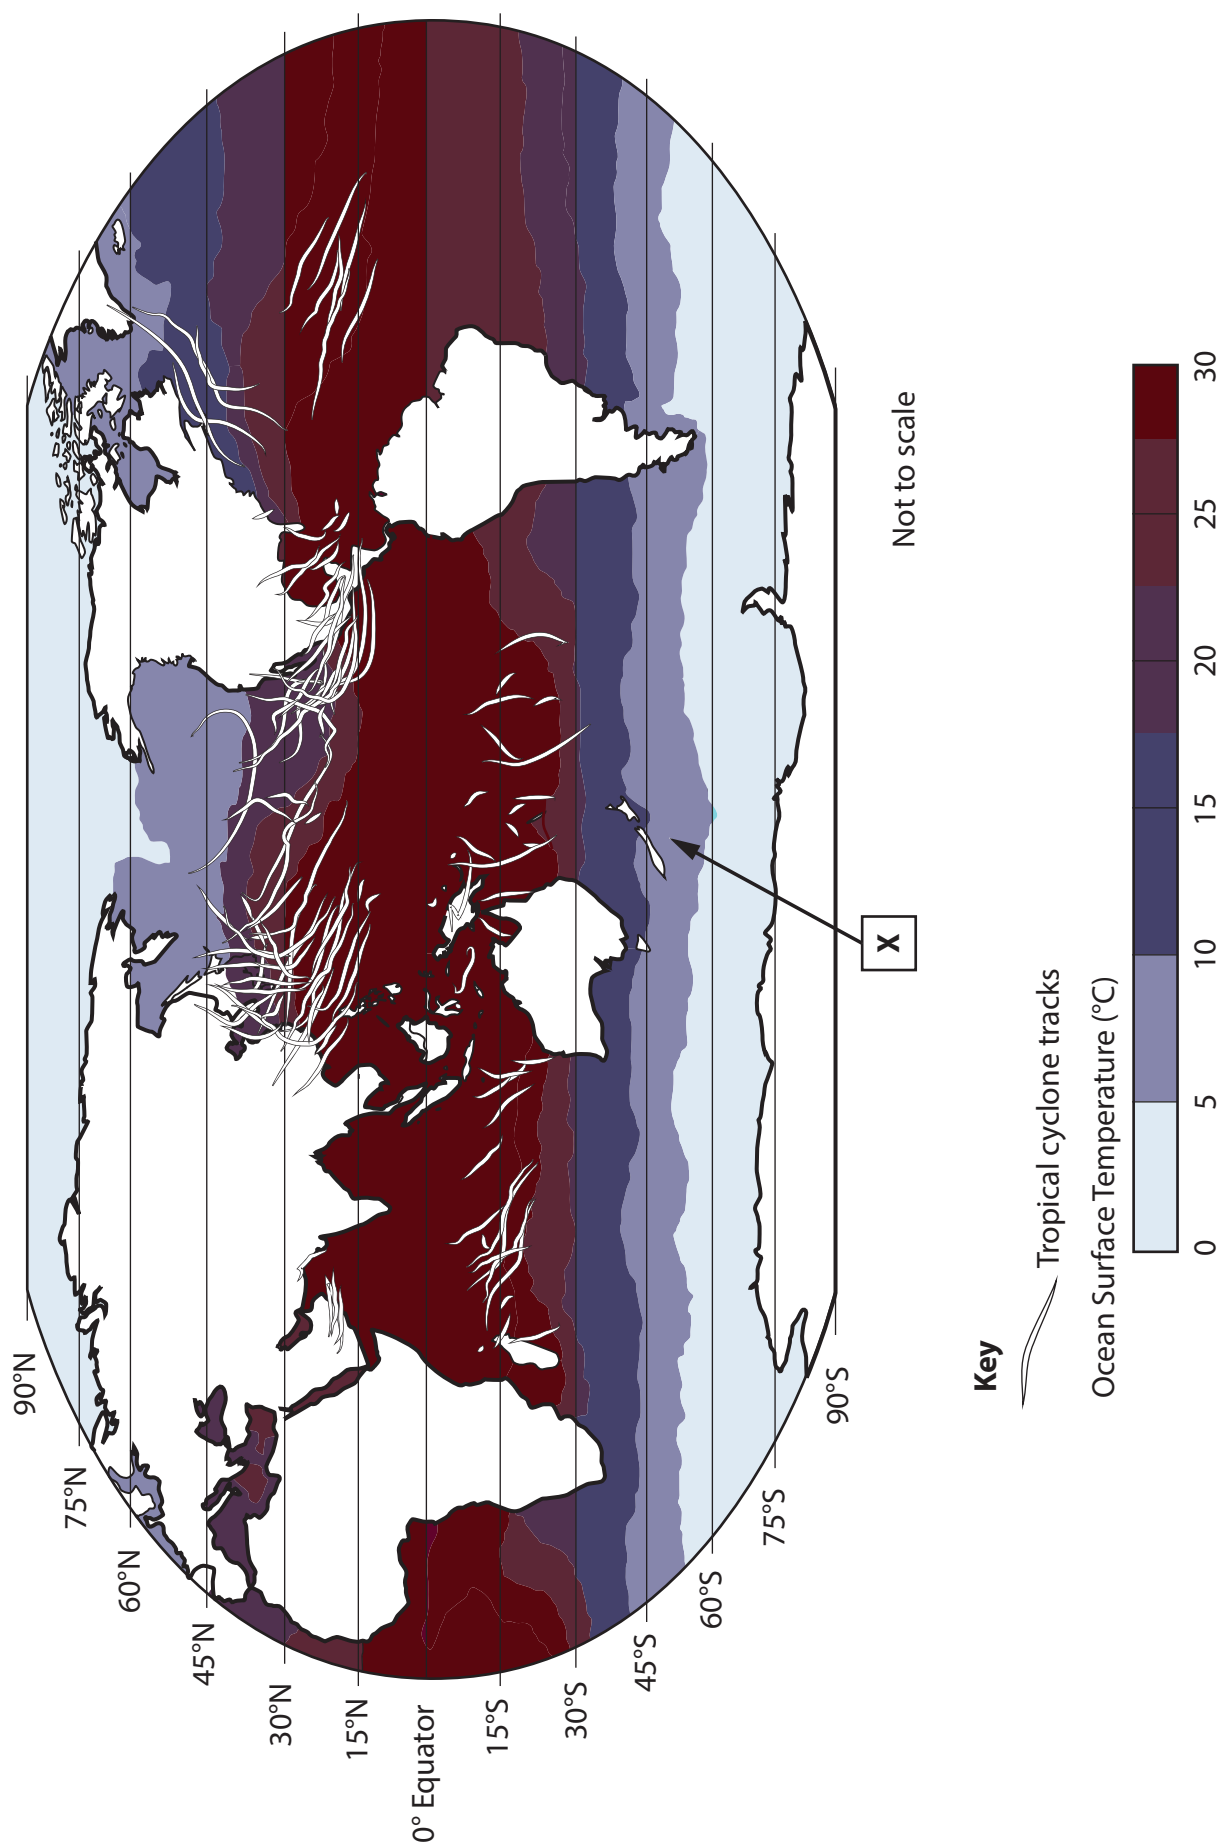 90°N
75°N
60°N
45°N
30°N
15°N
0° Equator
15°S
30°S
45°S
60°S
75°S
90°S
X
Not to scale
Key
Tropical cyclone tracks
Ocean Surface Temperature (°C)
0 5 10 15 20 25 30